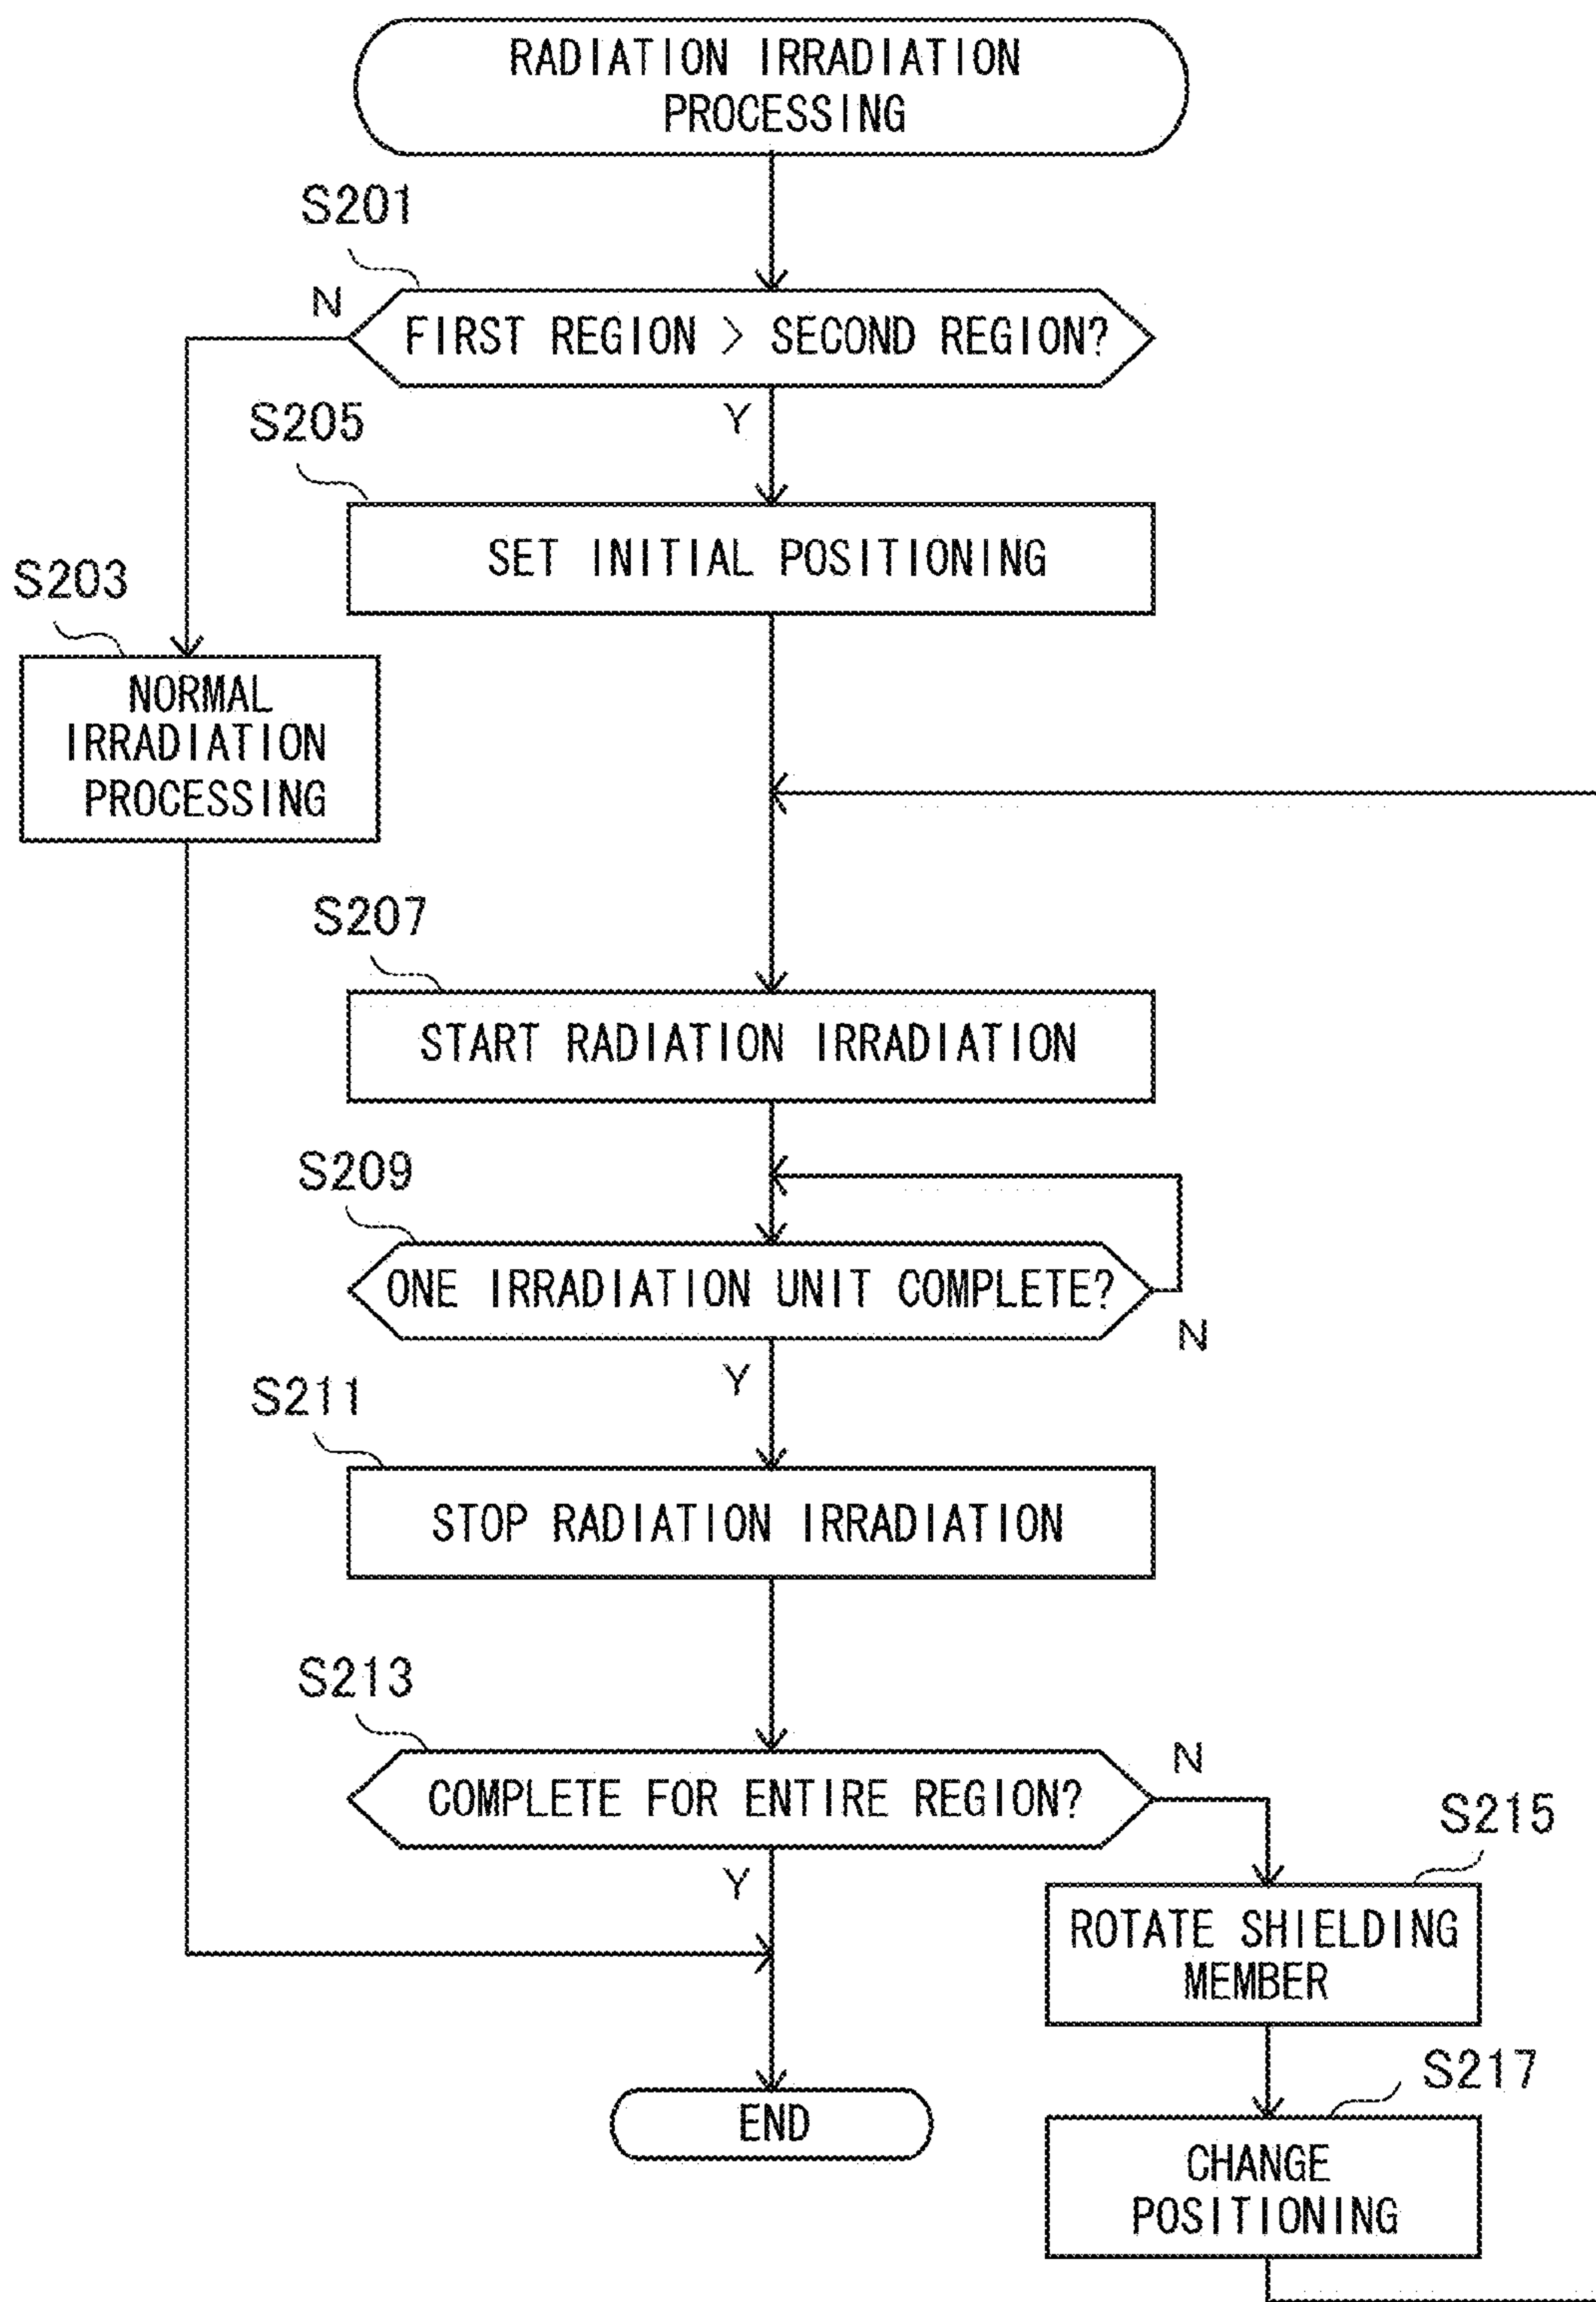 RADIATION IRRADIATION
PROCESSING
S201
N
FIRST REGION > SECOND REGION?
Y
S205
SET INITIAL POSITIONING
S203
NORMAL
IRRADIATION
PROCESSING
S207
START RADIATION IRRADIATION
S209
ONE IRRADIATION UNIT COMPLETE?
N
Y
S211
STOP RADIATION IRRADIATION
S213
COMPLETE FOR ENTIRE REGION?
N
Y
S215
ROTATE SHIELDING
MEMBER
S217
CHANGE
POSITIONING
END